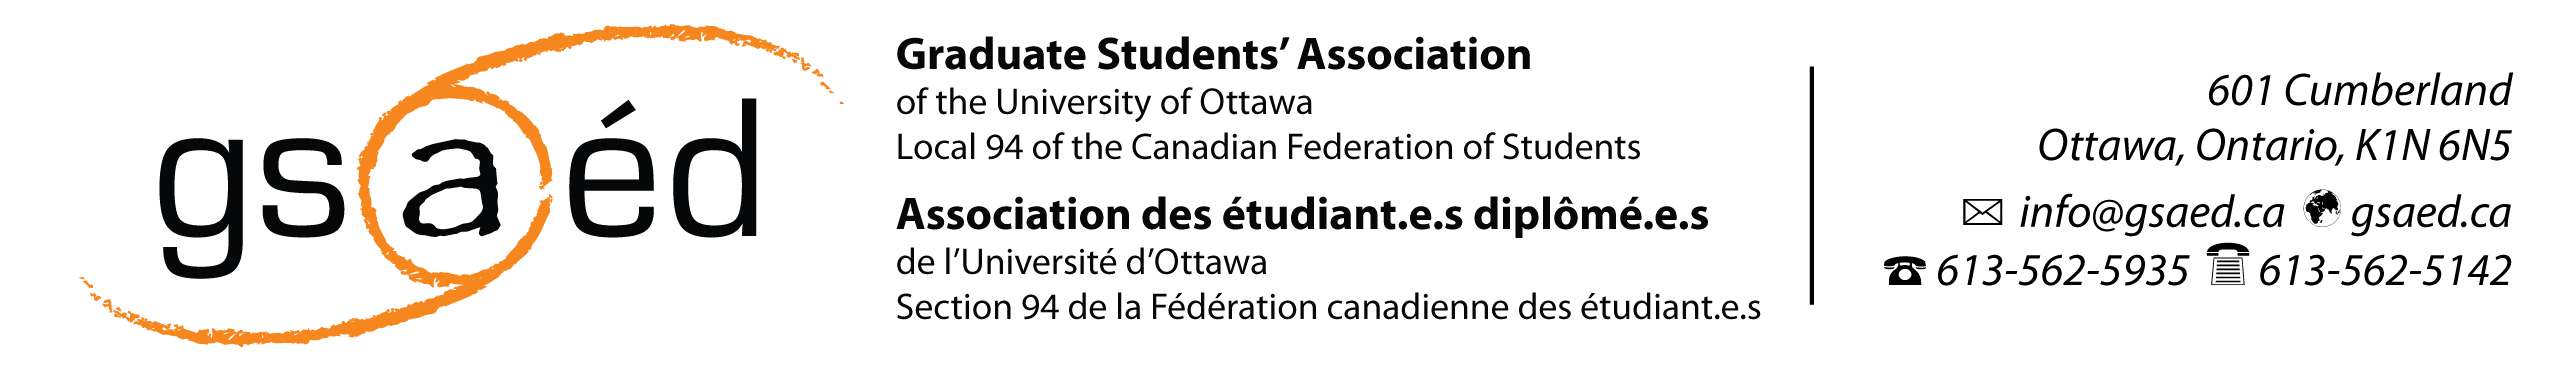 gsaéd
Graduate Students’ Association
of the University of Ottawa
Local 94 of the Canadian Federation of Students
Association des étudiant.e.s diplômé.e.s
de l’Université d’Ottawa
Section 94 de la Fédération canadienne des étudiant.e.s
601 Cumberland
Ottawa, Ontario, K1N 6N5
info@gsaed.ca gsaed.ca
613-562-5935 613-562-5142